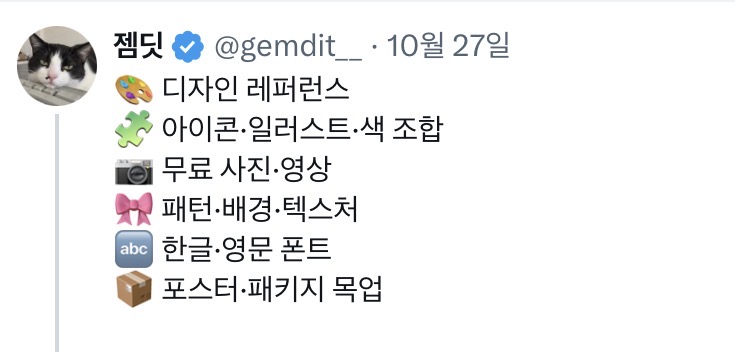 젬딧 @gemdit__ · 10월 27일
🎨 디자인 레퍼런스
🧩 아이콘·일러스트·색 조합
📷 무료 사진·영상
🎀 패턴·배경·텍스처
🔤 한글·영문 폰트
📦 포스터·패키지 목업